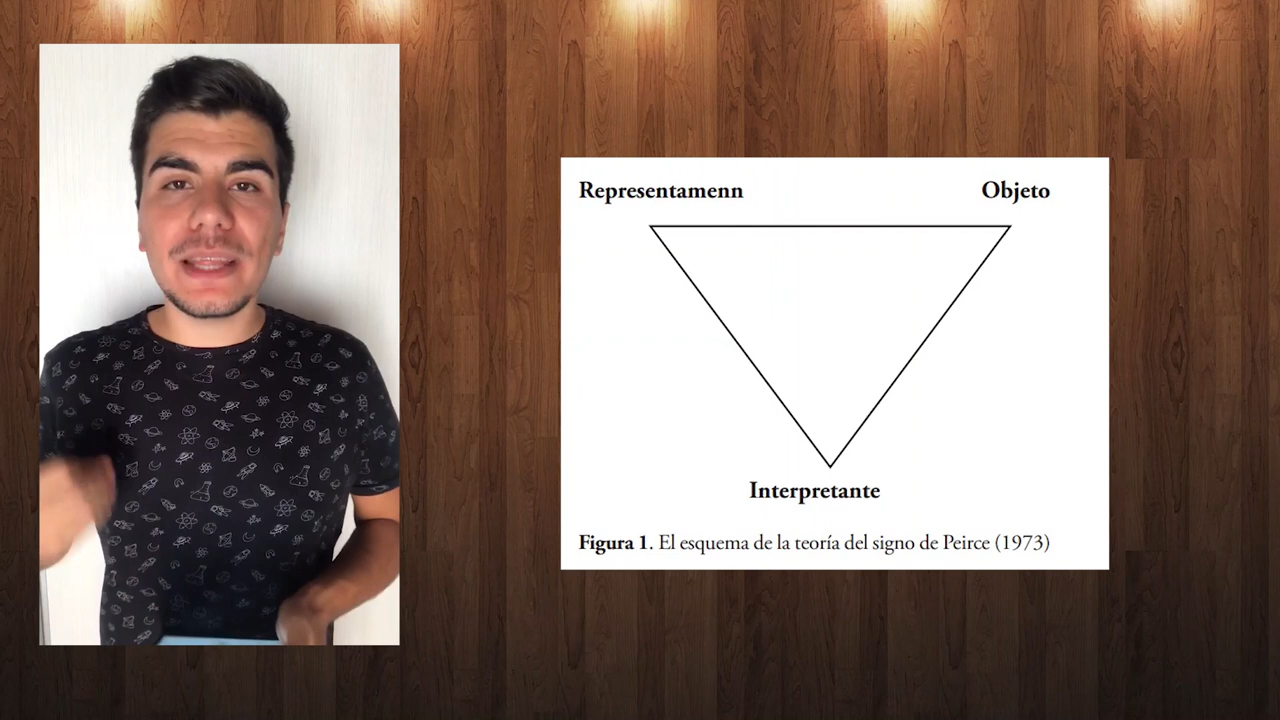 Representamenn
Objeto
Interpretante
Figura 1. El esquema de la teoría del signo de Peirce (1973)